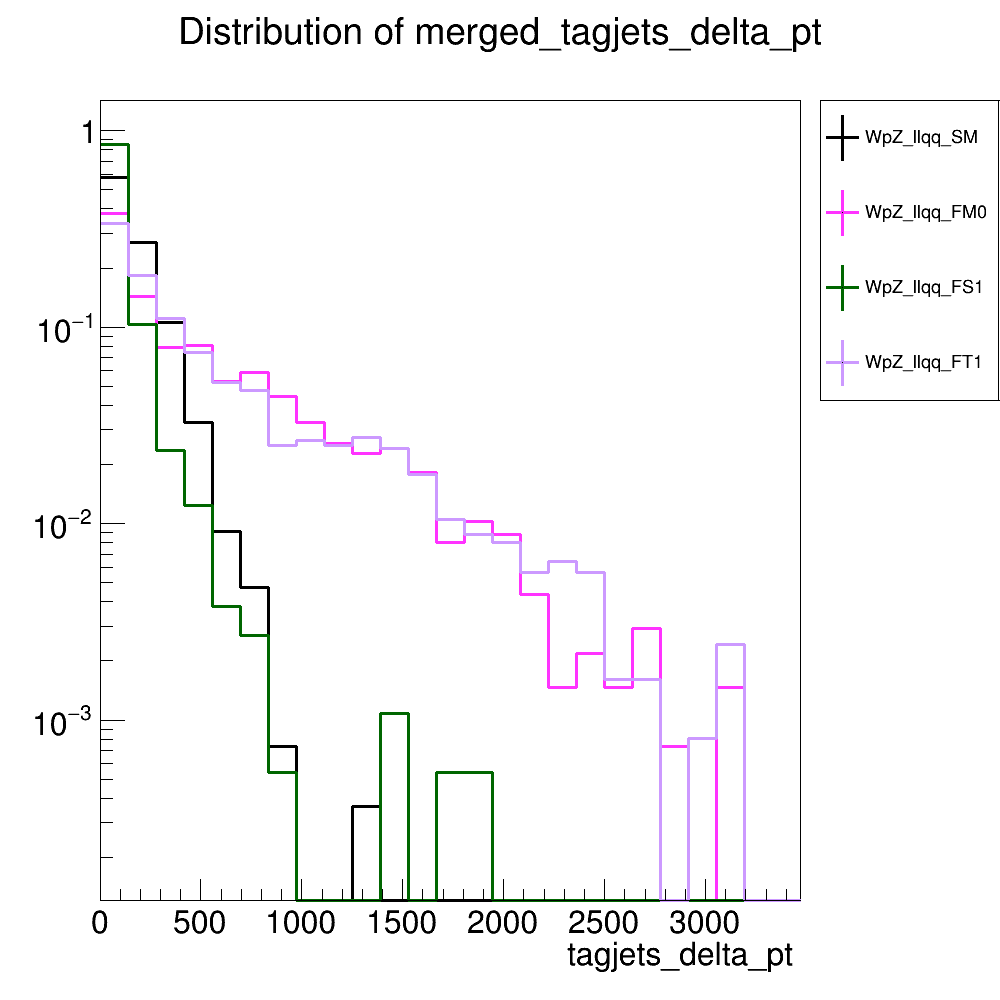 Distribution of merged_tagjets_delta_pt
WpZ_llqq_SM
WpZ_llqq_FM0
WpZ_llqq_FS1
WpZ_llqq_FT1
1
10⁻¹
10⁻²
10⁻³
0 500 1000 1500 2000 2500 3000
tagjets_delta_pt